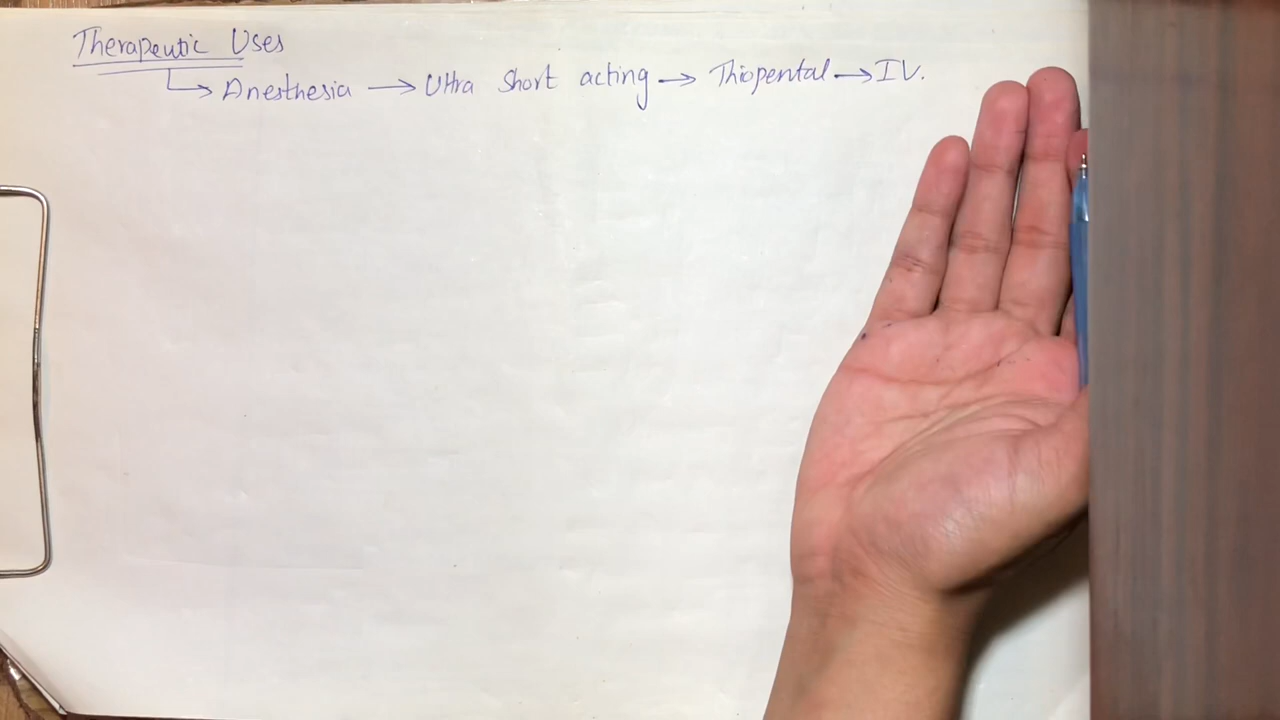 Therapeutic Uses
↳ Anesthesia → Ultra Short acting → Thiopental → IV.